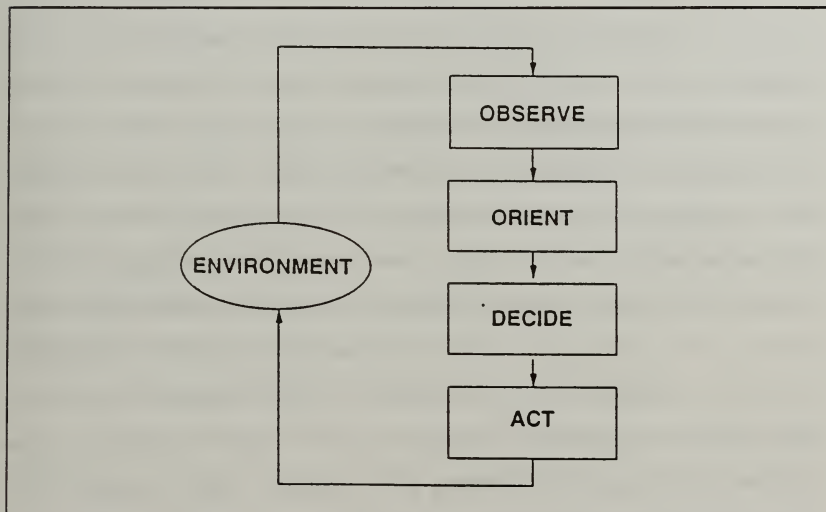 OBSERVE
ORIENT
ENVIRONMENT
DECIDE
ACT